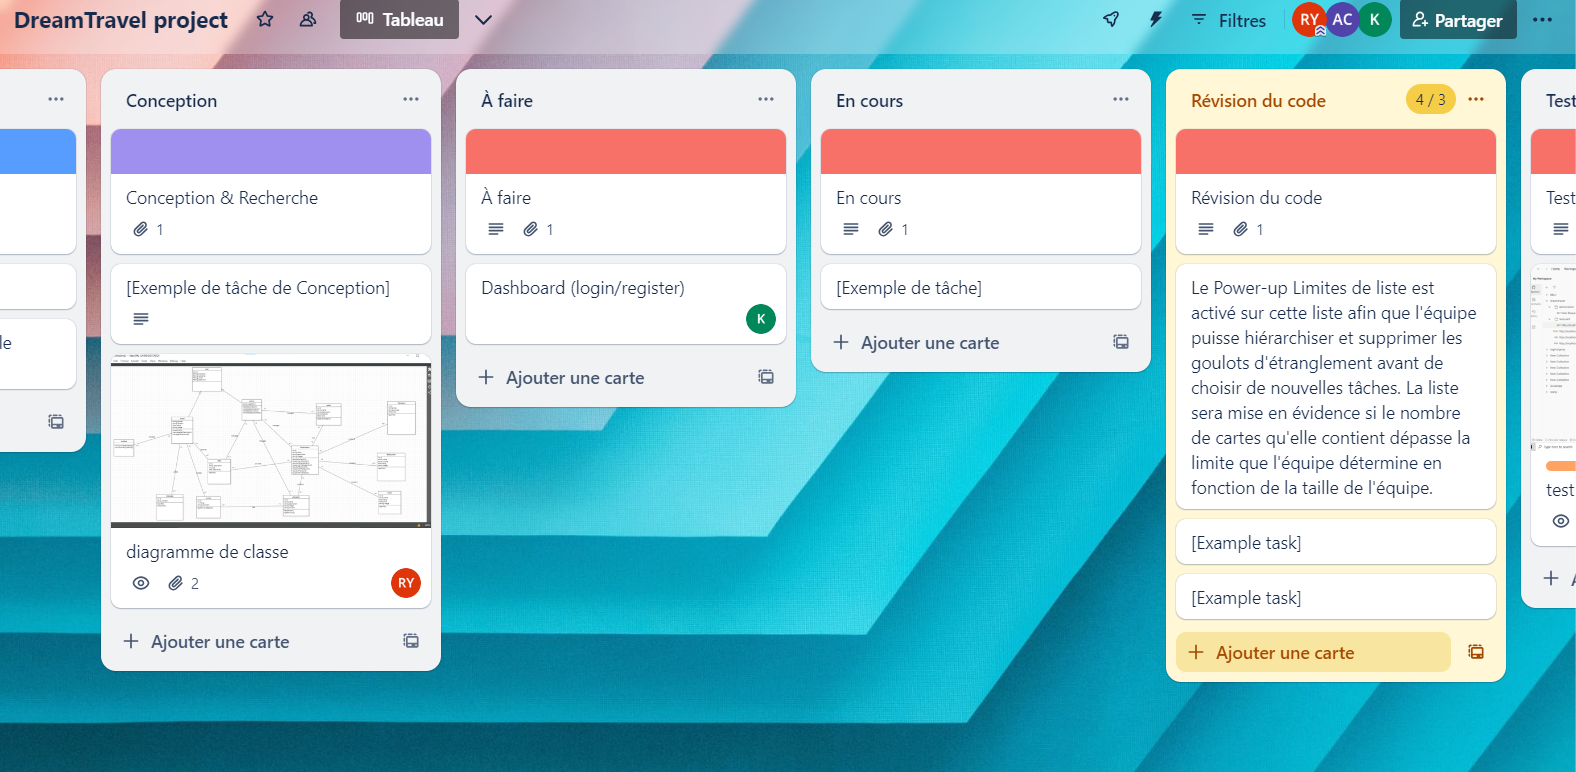 DreamTravel project
Tableau
Filtres
RY
AC
K
Partager
le
Conception
Conception & Recherche
1
[Exemple de tâche de Conception]
diagramme de classe
2
RY
Ajouter une carte
À faire
À faire
1
Dashboard (login/register)
K
Ajouter une carte
En cours
En cours
1
[Exemple de tâche]
Ajouter une carte
Révision du code
4 / 3
Révision du code
1
Le Power-up Limites de liste est
activé sur cette liste afin que l'équipe
puisse hiérarchiser et supprimer les
goulots d'étranglement avant de
choisir de nouvelles tâches. La liste
sera mise en évidence si le nombre
de cartes qu'elle contient dépasse la
limite que l'équipe détermine en
fonction de la taille de l'équipe.
[Example task]
[Example task]
Ajouter une carte
Test
Test
test